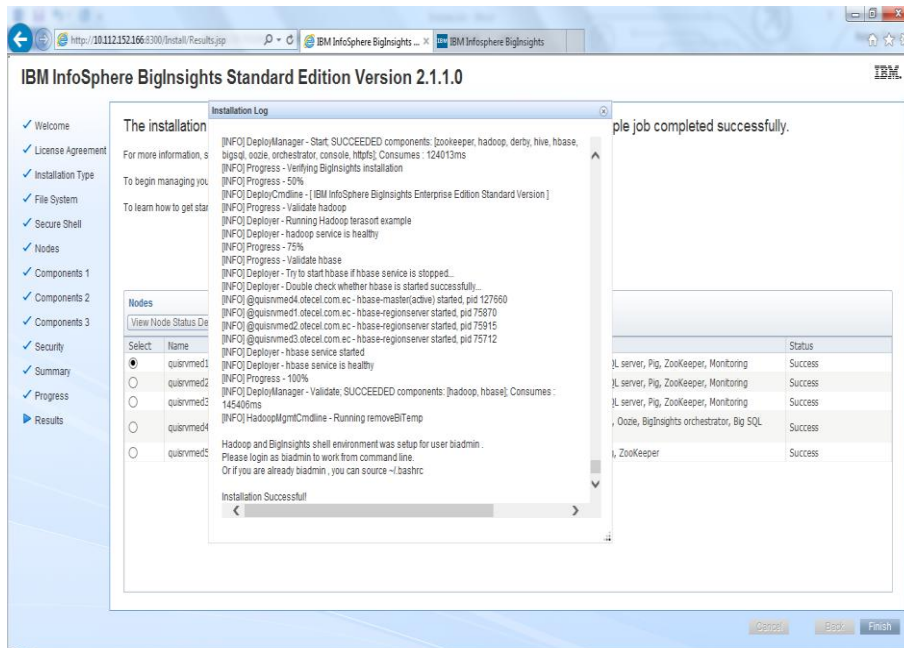 http://10.112.152.166:8300/Install/Results.jsp
IBM InfoSphere BigInsights ...
IBM Infosphere BigInsights
IBM InfoSphere BigInsights Standard Edition Version 2.1.1.0
IBM.
Welcome
License Agreement
Installation Type
File System
Secure Shell
Nodes
Components 1
Components 2
Components 3
Security
Summary
Progress
Results
The installation
ple job completed successfully.
For more information, s
To begin managing you
To learn how to get star
Installation Log
[INFO] DeployManager - Start; SUCCEEDED components: [zookeeper, hadoop, derby, hive, hbase,
bigsql, oozie, orchestrator, console, httpfs]; Consumes : 124013ms
[INFO] Progress - Verifying BigInsights installation
[INFO] Progress - 50%
[INFO] DeployCmdline - [ IBM InfoSphere BigInsights Enterprise Edition Standard Version ]
[INFO] Progress - Validate hadoop
[INFO] Deployer - Running Hadoop terasort example
[INFO] Deployer - hadoop service is healthy
[INFO] Progress - 75%
[INFO] Progress - Validate hbase
[INFO] Deployer - Try to start hbase if hbase service is stopped...
[INFO] Deployer - Double check whether hbase is started successfully...
[INFO] @quisrvmed4.otecel.com.ec - hbase-master(active) started, pid 127660
[INFO] @quisrvmed1.otecel.com.ec - hbase-regionserver started, pid 75870
[INFO] @quisrvmed2.otecel.com.ec - hbase-regionserver started, pid 75915
[INFO] @quisrvmed3.otecel.com.ec - hbase-regionserver started, pid 75712
[INFO] Deployer - hbase service started
[INFO] Deployer - hbase service is healthy
[INFO] Progress - 100%
[INFO] DeployManager - Validate; SUCCEEDED components: [hadoop, hbase]; Consumes :
145406ms
[INFO] HadoopMgmtCmdline - Running removeBiTemp
Hadoop and BigInsights shell environment was setup for user biadmin .
Please login as biadmin to work from command line.
Or if you are already biadmin , you can source ~/.bashrc
Installation Successful!
Nodes
View Node Status De
Select Name Status
quisrvmed1 QL server, Pig, ZooKeeper, Monitoring Success
quisrvmed2 QL server, Pig, ZooKeeper, Monitoring Success
quisrvmed3 QL server, Pig, ZooKeeper, Monitoring Success
quisrvmed4 , Oozie, BigInsights orchestrator, Big SQL Success
quisrvmed5 , ZooKeeper Success
Cancel Back Finish